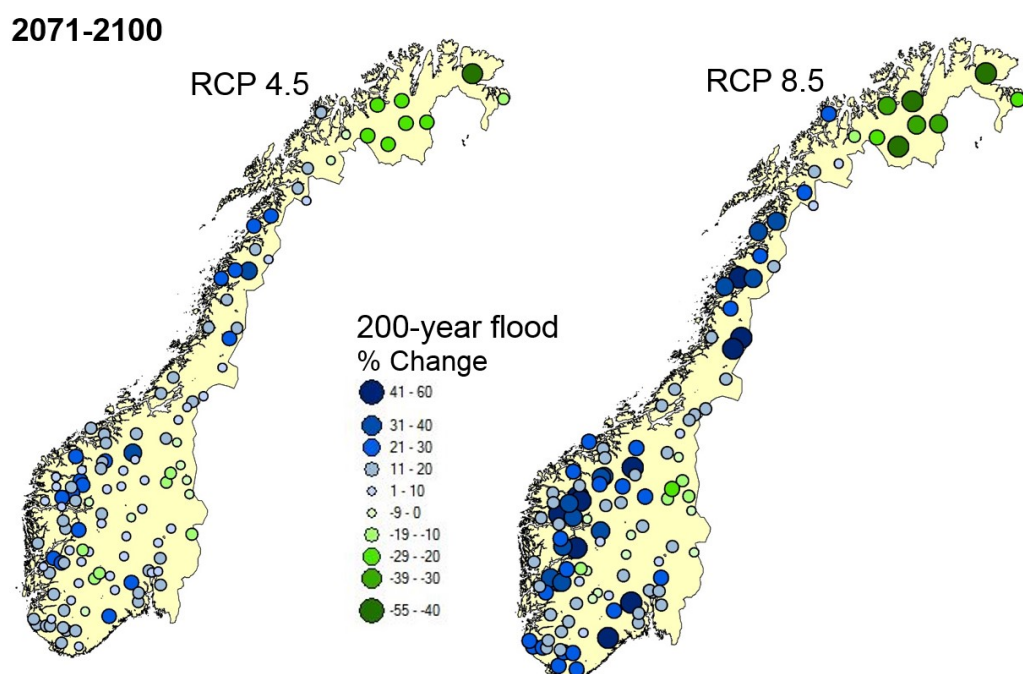 2071-2100
RCP 4.5
RCP 8.5
200-year flood
% Change
41 - 60
31 - 40
21 - 30
11 - 20
1 - 10
-9 - 0
-19 - -10
-29 - -20
-39 - -30
-55 - -40